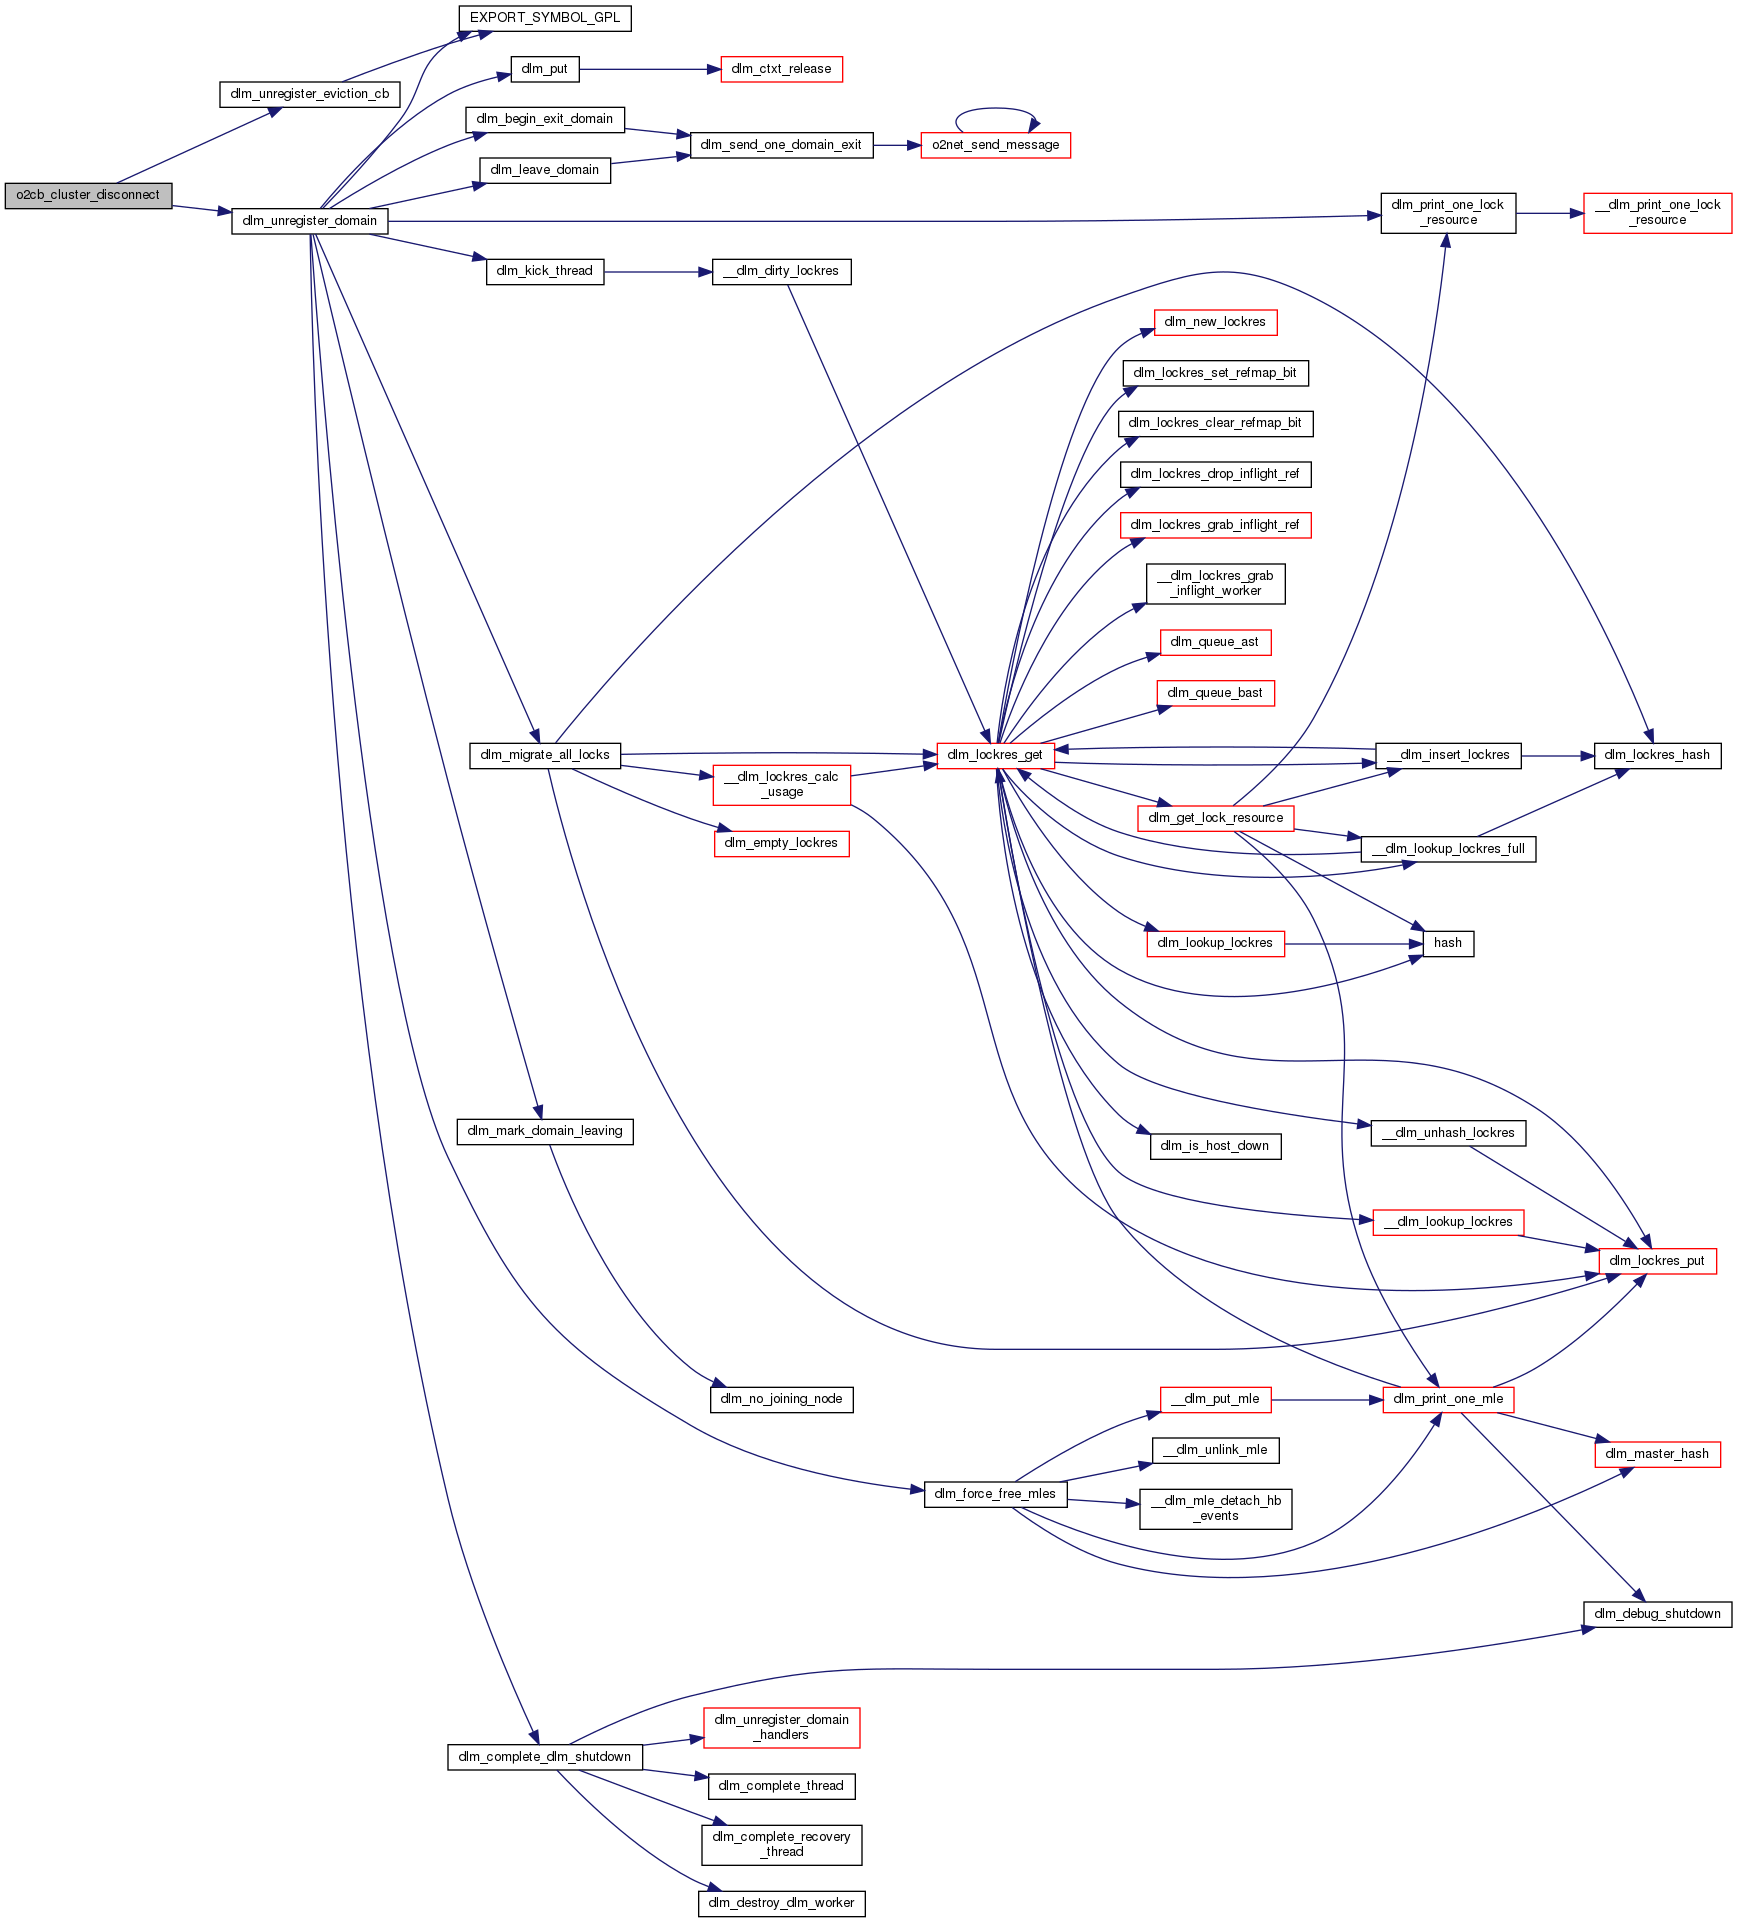 EXPORT_SYMBOL_GPL
dlm_put
dlm_ctxt_release
dlm_unregister_eviction_cb
dlm_begin_exit_domain
dlm_send_one_domain_exit
o2net_send_message
dlm_leave_domain
o2cb_cluster_disconnect
dlm_unregister_domain
dlm_print_one_lock
_resource
__dlm_print_one_lock
_resource
dlm_kick_thread
__dlm_dirty_lockres
dlm_new_lockres
dlm_lockres_set_refmap_bit
dlm_lockres_clear_refmap_bit
dlm_lockres_drop_inflight_ref
dlm_lockres_grab_inflight_ref
__dlm_lockres_grab
_inflight_worker
dlm_queue_ast
dlm_queue_bast
dlm_migrate_all_locks
dlm_lockres_get
__dlm_insert_lockres
dlm_lockres_hash
__dlm_lockres_calc
_usage
dlm_get_lock_resource
dlm_empty_lockres
__dlm_lookup_lockres_full
dlm_lookup_lockres
hash
dlm_mark_domain_leaving
dlm_is_host_down
__dlm_unhash_lockres
__dlm_lookup_lockres
dlm_lockres_put
dlm_no_joining_node
__dlm_put_mle
dlm_print_one_mle
__dlm_unlink_mle
dlm_master_hash
dlm_force_free_mles
__dlm_mle_detach_hb
_events
dlm_debug_shutdown
dlm_unregister_domain
_handlers
dlm_complete_dlm_shutdown
dlm_complete_thread
dlm_complete_recovery
_thread
dlm_destroy_dlm_worker